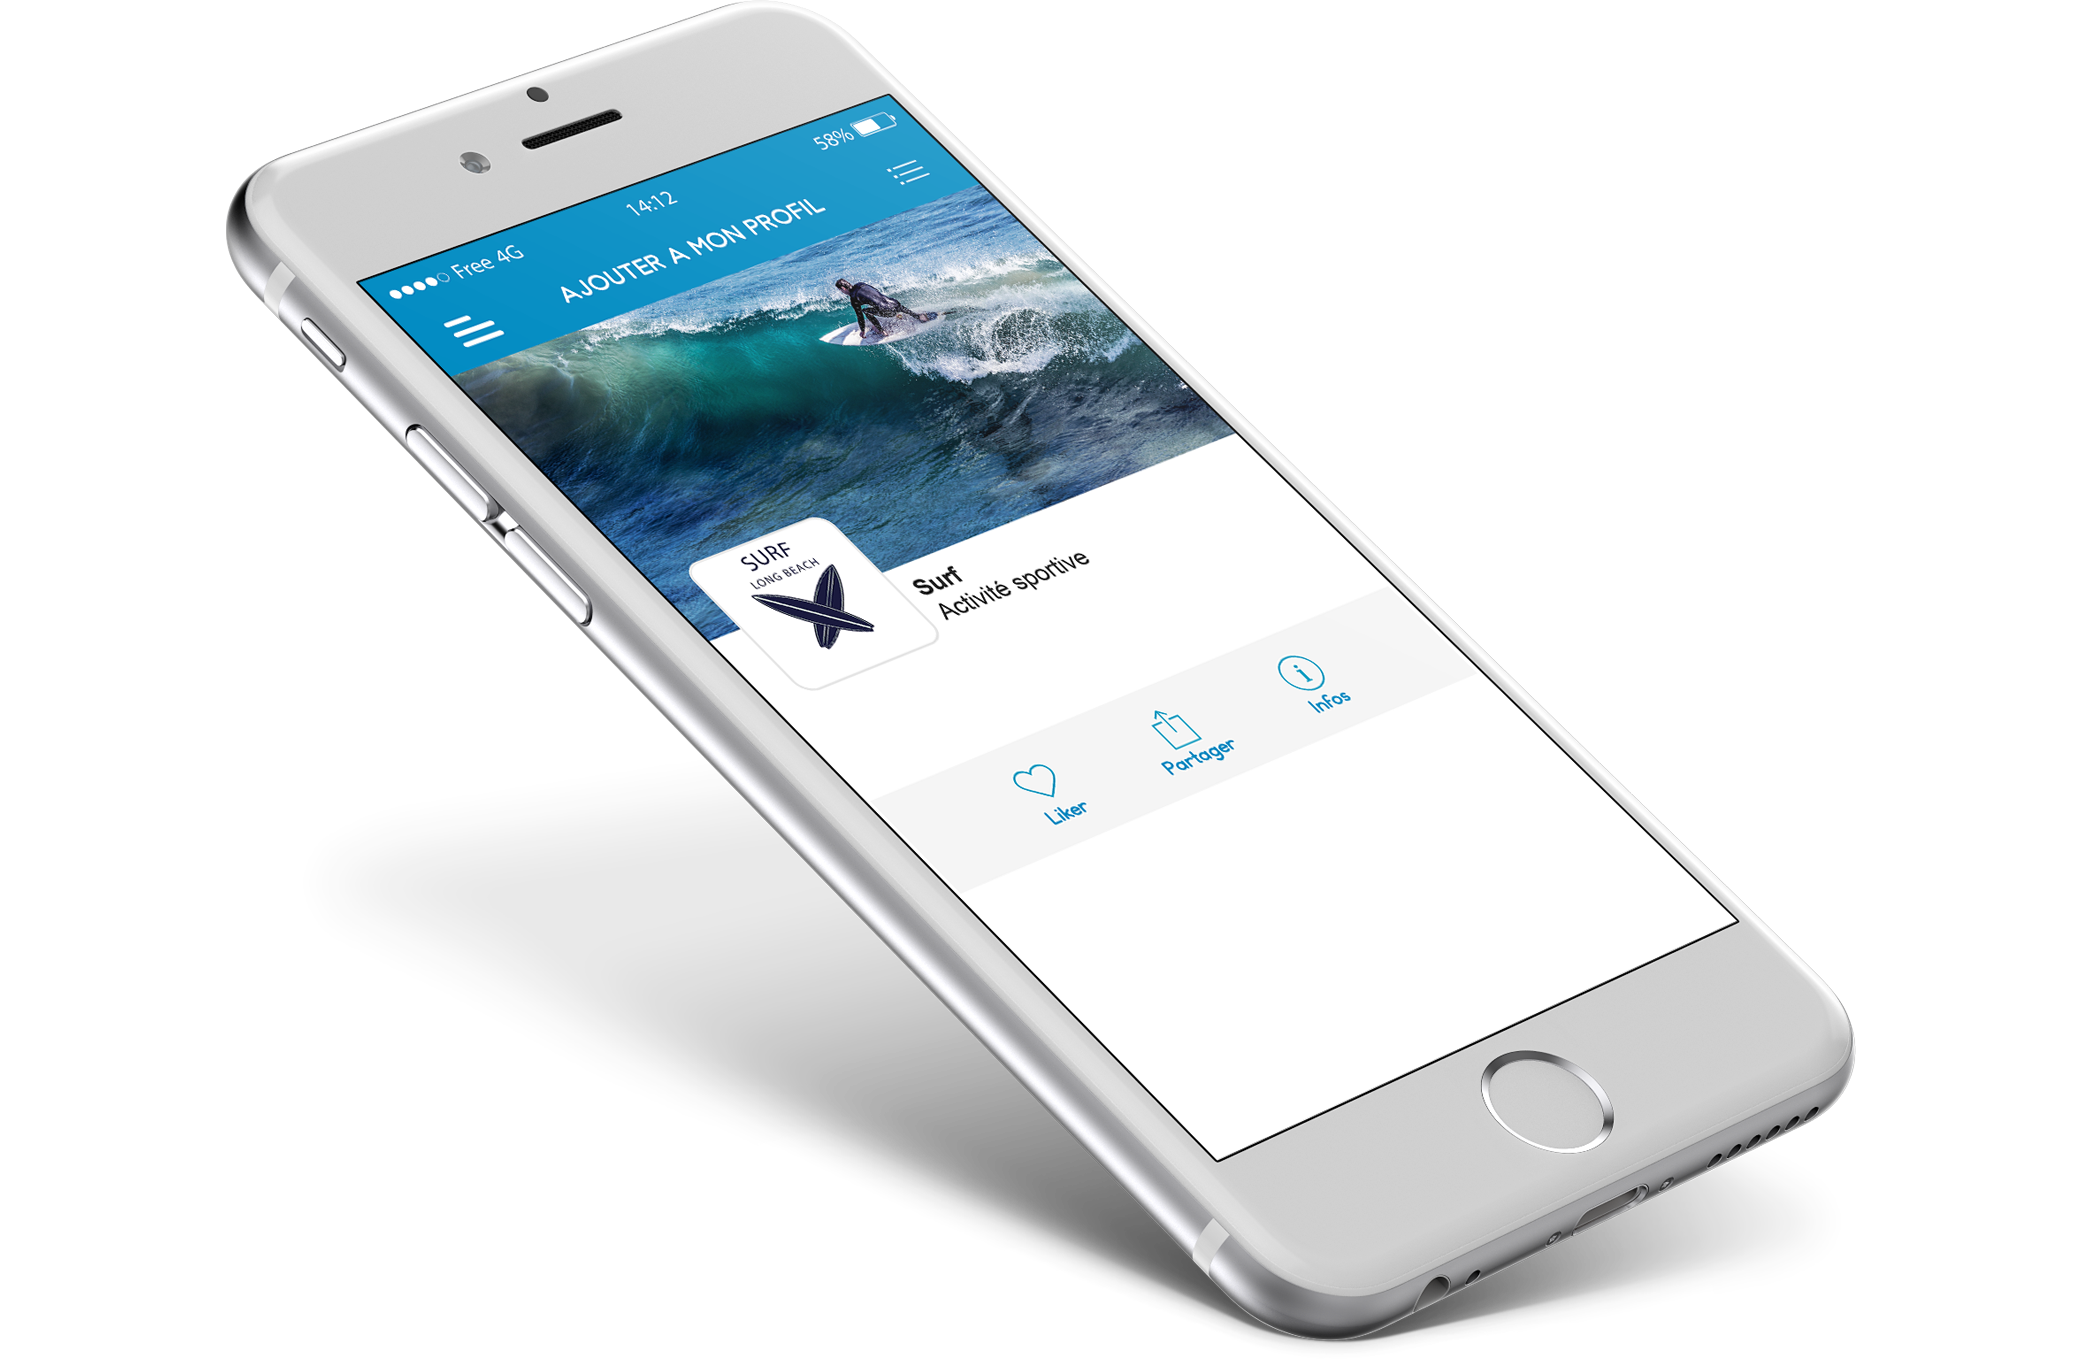 Free 4G
14:12
58%
AJOUTER A MON PROFIL
SURF
LONG BEACH
Surf
Activité sportive
Liker
Partager
Infos